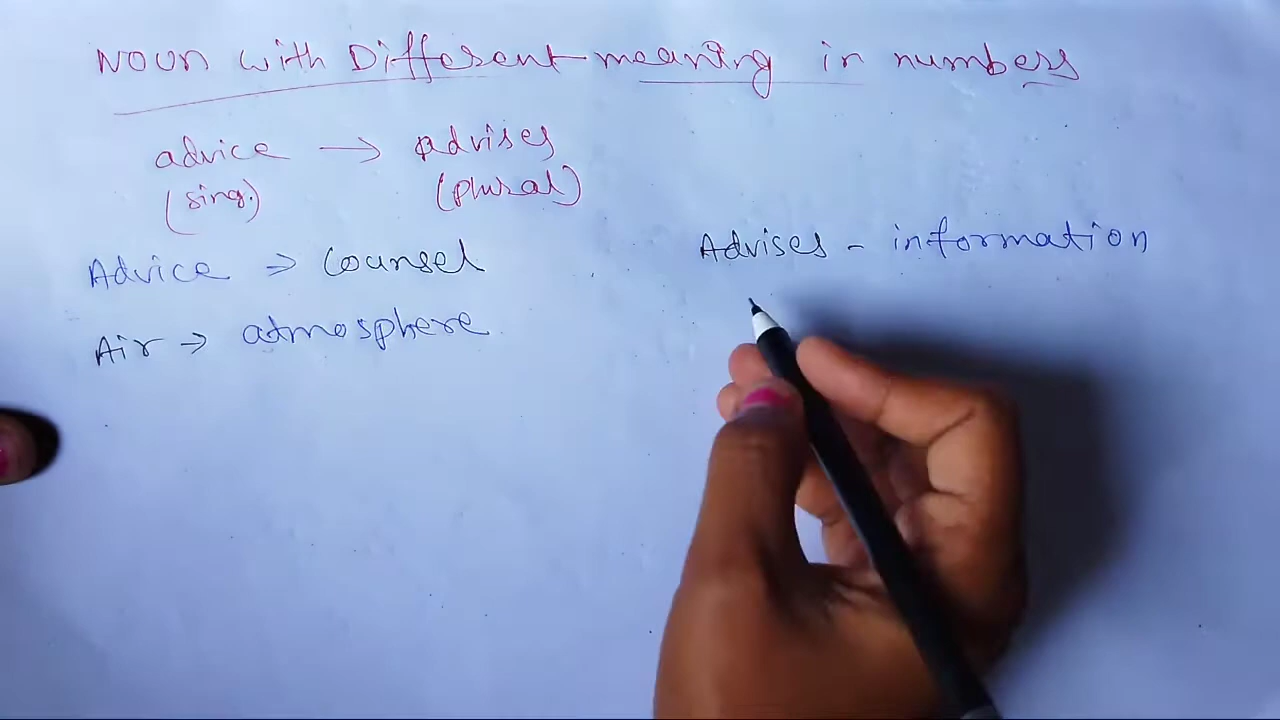 Noun with Different meaning in numbers
advice → Advises
(sing.) (plural)
Advice ⇒ Counsel
Advises - information
Air → atmosphere